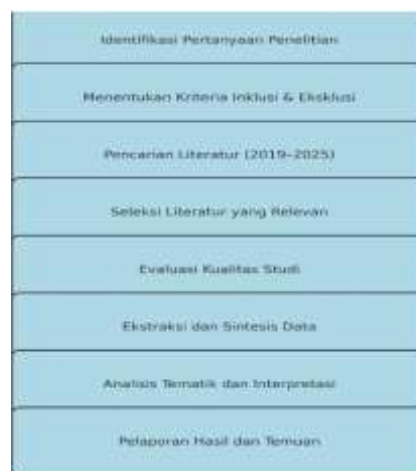 Identifikasi Pertanyaan Penelitian
Menentukan Kriteria Inklusi & Eksklusi
Pencarian Literatur (2019–2025)
Seleksi Literatur yang Relevan
Evaluasi Kualitas Studi
Ekstraksi dan Sintesis Data
Analisis Tematik dan Interpretasi
Pelaporan Hasil dan Temuan